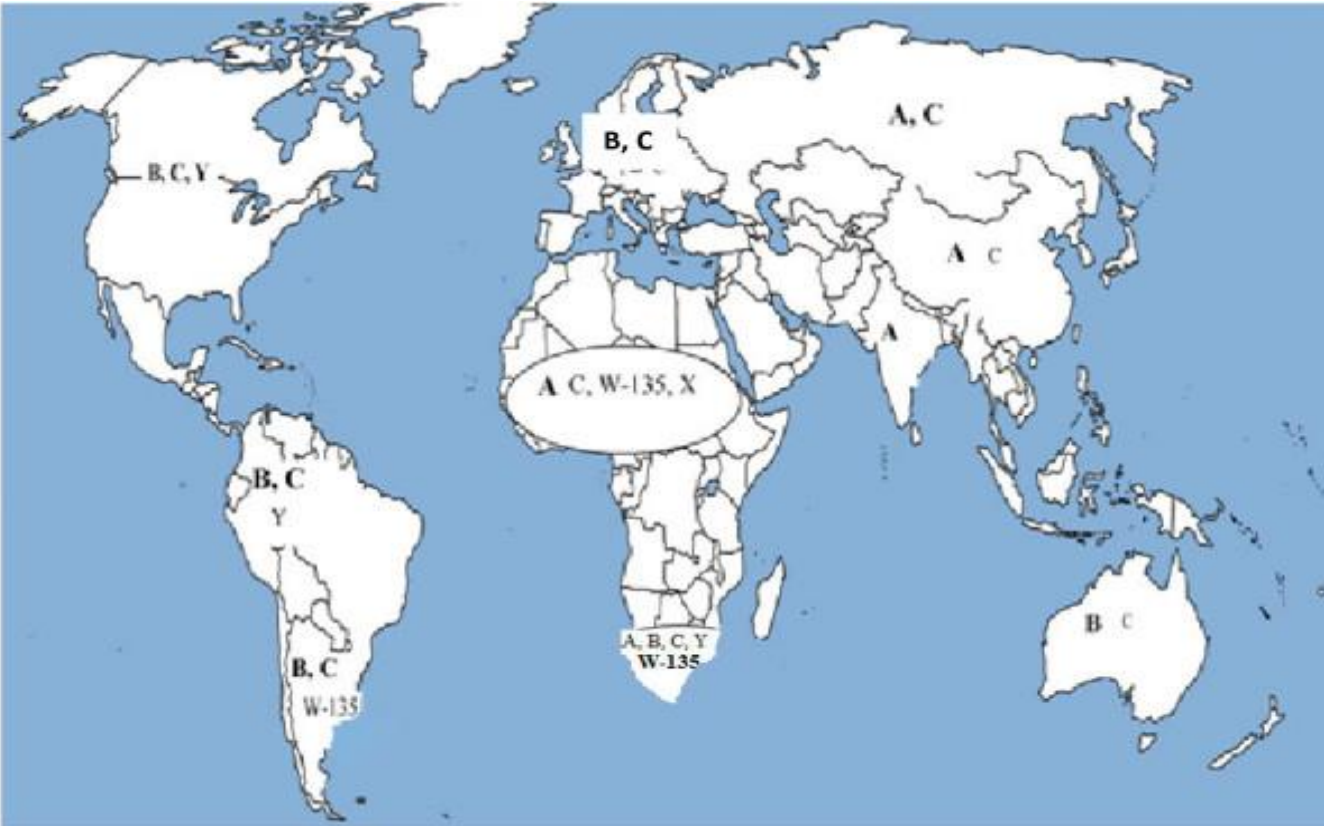 A, C
B, C
B, C, Y
A C
A
A C, W-135, X
B, C
Y
B C
A, B, C, Y
W-135
B, C
W-135